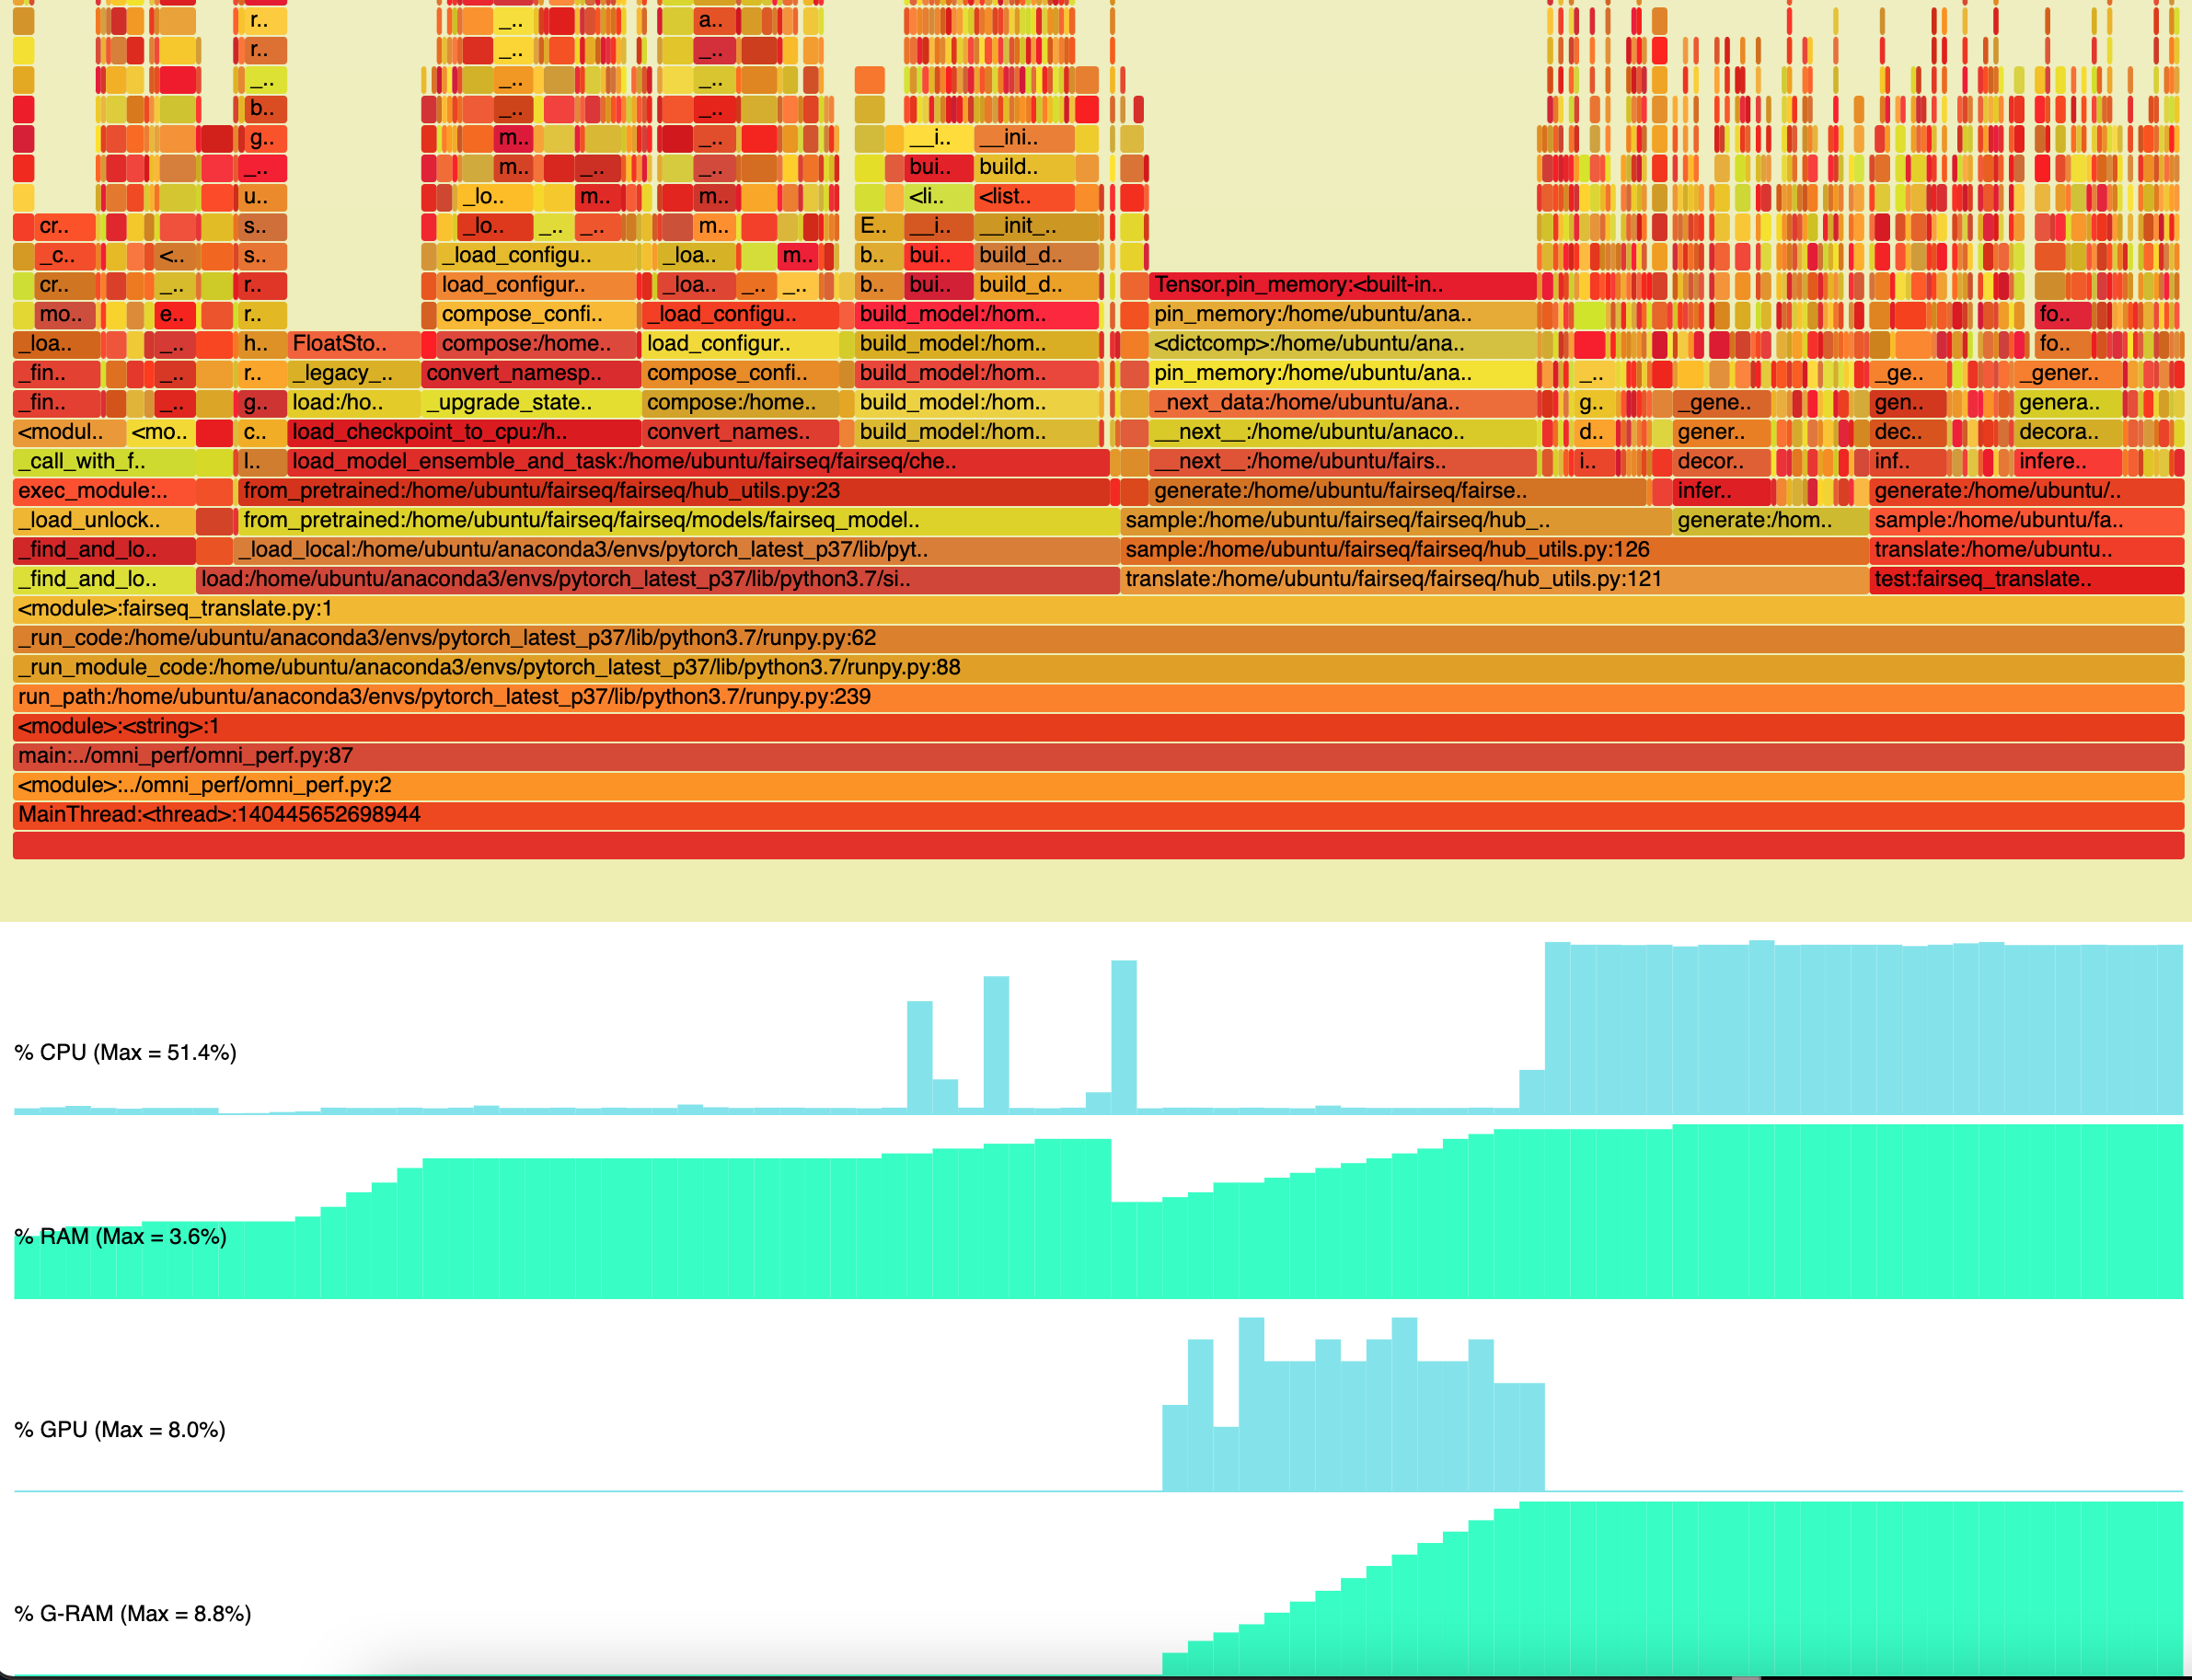 r.. _.. a..
r.. _.. _..
_.. _.. _..
b.. _.. _..
g.. m.. _.. __i.. __ini..
_.. m.. _.. _.. bui.. build..
u.. _lo.. m.. m.. <li.. <list..
cr.. s.. _lo.. _.. _.. m.. E.. __i.. __init_..
_c.. <.. s.. _load_configu.. _loa.. m.. b.. bui.. build_d..
cr.. _.. r.. load_configur.. _loa.. _.. _.. b.. bui.. build_d.. Tensor.pin_memory:<built-in..
mo.. e.. r.. compose_confi.. _load_configu.. build_model:/hom.. pin_memory:/home/ubuntu/ana.. fo..
_loa.. _.. h.. FloatSto.. compose:/home.. load_configur.. build_model:/hom.. <dictcomp>:/home/ubuntu/ana.. fo..
_fin.. _.. r.. _legacy_.. convert_namesp.. compose_confi.. build_model:/hom.. pin_memory:/home/ubuntu/ana.. _.. _ge.. _gener..
_fin.. _.. g.. load:/ho.. _upgrade_state.. compose:/home.. build_model:/hom.. _next_data:/home/ubuntu/ana.. g.. _gene.. gen.. genera..
<modul.. <mo.. c.. load_checkpoint_to_cpu:/h.. convert_names.. build_model:/hom.. __next__:/home/ubuntu/anaco.. d.. gener.. dec.. decora..
_call_with_f.. l.. load_model_ensemble_and_task:/home/ubuntu/fairseq/fairseq/che.. __next__:/home/ubuntu/fairs.. i.. decor.. inf.. infere..
exec_module:.. from_pretrained:/home/ubuntu/fairseq/fairseq/hub_utils.py:23 generate:/home/ubuntu/fairseq/fairse.. infer.. generate:/home/ubuntu/..
_load_unlock.. from_pretrained:/home/ubuntu/fairseq/fairseq/models/fairseq_model.. sample:/home/ubuntu/fairseq/fairseq/hub_.. generate:/hom.. sample:/home/ubuntu/fa..
_find_and_lo.. _load_local:/home/ubuntu/anaconda3/envs/pytorch_latest_p37/lib/pyt.. sample:/home/ubuntu/fairseq/fairseq/hub_utils.py:126 translate:/home/ubuntu..
_find_and_lo.. load:/home/ubuntu/anaconda3/envs/pytorch_latest_p37/lib/python3.7/si.. translate:/home/ubuntu/fairseq/fairseq/hub_utils.py:121 test:fairseq_translate..
<module>:fairseq_translate.py:1
_run_code:/home/ubuntu/anaconda3/envs/pytorch_latest_p37/lib/python3.7/runpy.py:62
_run_module_code:/home/ubuntu/anaconda3/envs/pytorch_latest_p37/lib/python3.7/runpy.py:88
run_path:/home/ubuntu/anaconda3/envs/pytorch_latest_p37/lib/python3.7/runpy.py:239
<module>:<string>:1
main:../omni_perf/omni_perf.py:87
<module>:../omni_perf/omni_perf.py:2
MainThread:<thread>:140445652698944
% CPU (Max = 51.4%)
% RAM (Max = 3.6%)
% GPU (Max = 8.0%)
% G-RAM (Max = 8.8%)